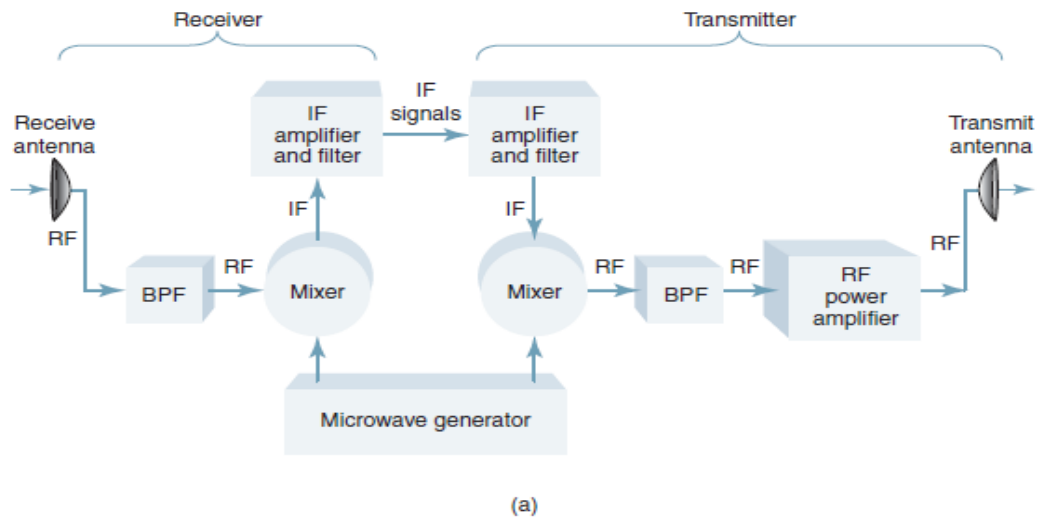 Receiver
Transmitter
IF
amplifier
and filter
IF
signals
IF
amplifier
and filter
Receive
antenna
Transmit
antenna
RF
IF
IF
RF
BPF
RF
Mixer
Mixer
RF
BPF
RF
RF
power
amplifier
Microwave generator
(a)